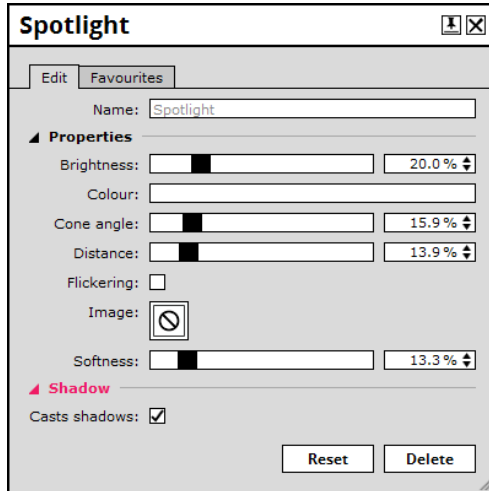 Spotlight
Edit Favourites
Name: Spotlight
Properties
Brightness: 20.0 %
Colour:
Cone angle: 15.9 %
Distance: 13.9 %
Flickering:
Image:
Softness: 13.3 %
Shadow
Casts shadows:
Reset Delete